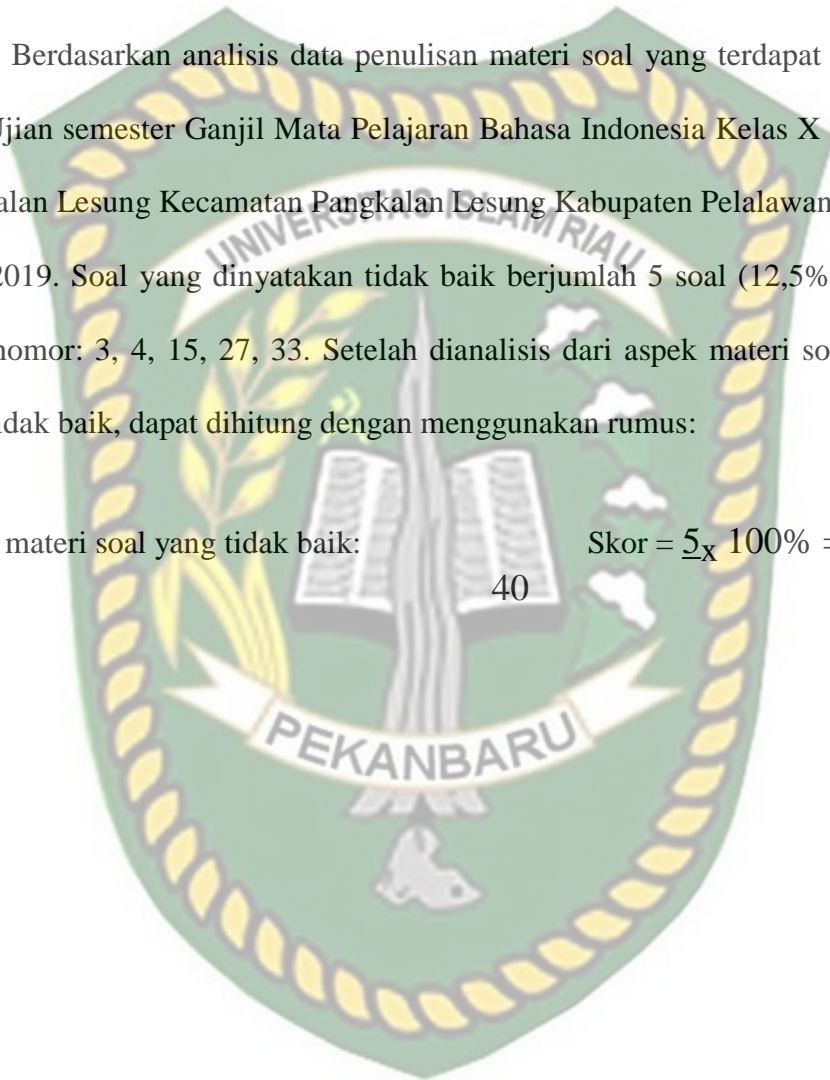 Berdasarkan analisis data penulisan materi soal yang terdapat
Ujian semester Ganjil Mata Pelajaran Bahasa Indonesia Kelas X
alan Lesung Kecamatan Pangkalan Lesung Kabupaten Pelalawan
UNIVERSITAS ISLAM RIAU
2019. Soal yang dinyatakan tidak baik berjumlah 5 soal (12,5%
nomor: 3, 4, 15, 27, 33. Setelah dianalisis dari aspek materi so
idak baik, dapat dihitung dengan menggunakan rumus:
materi soal yang tidak baik: Skor = 5 x 100% =
40
PEKANBARU